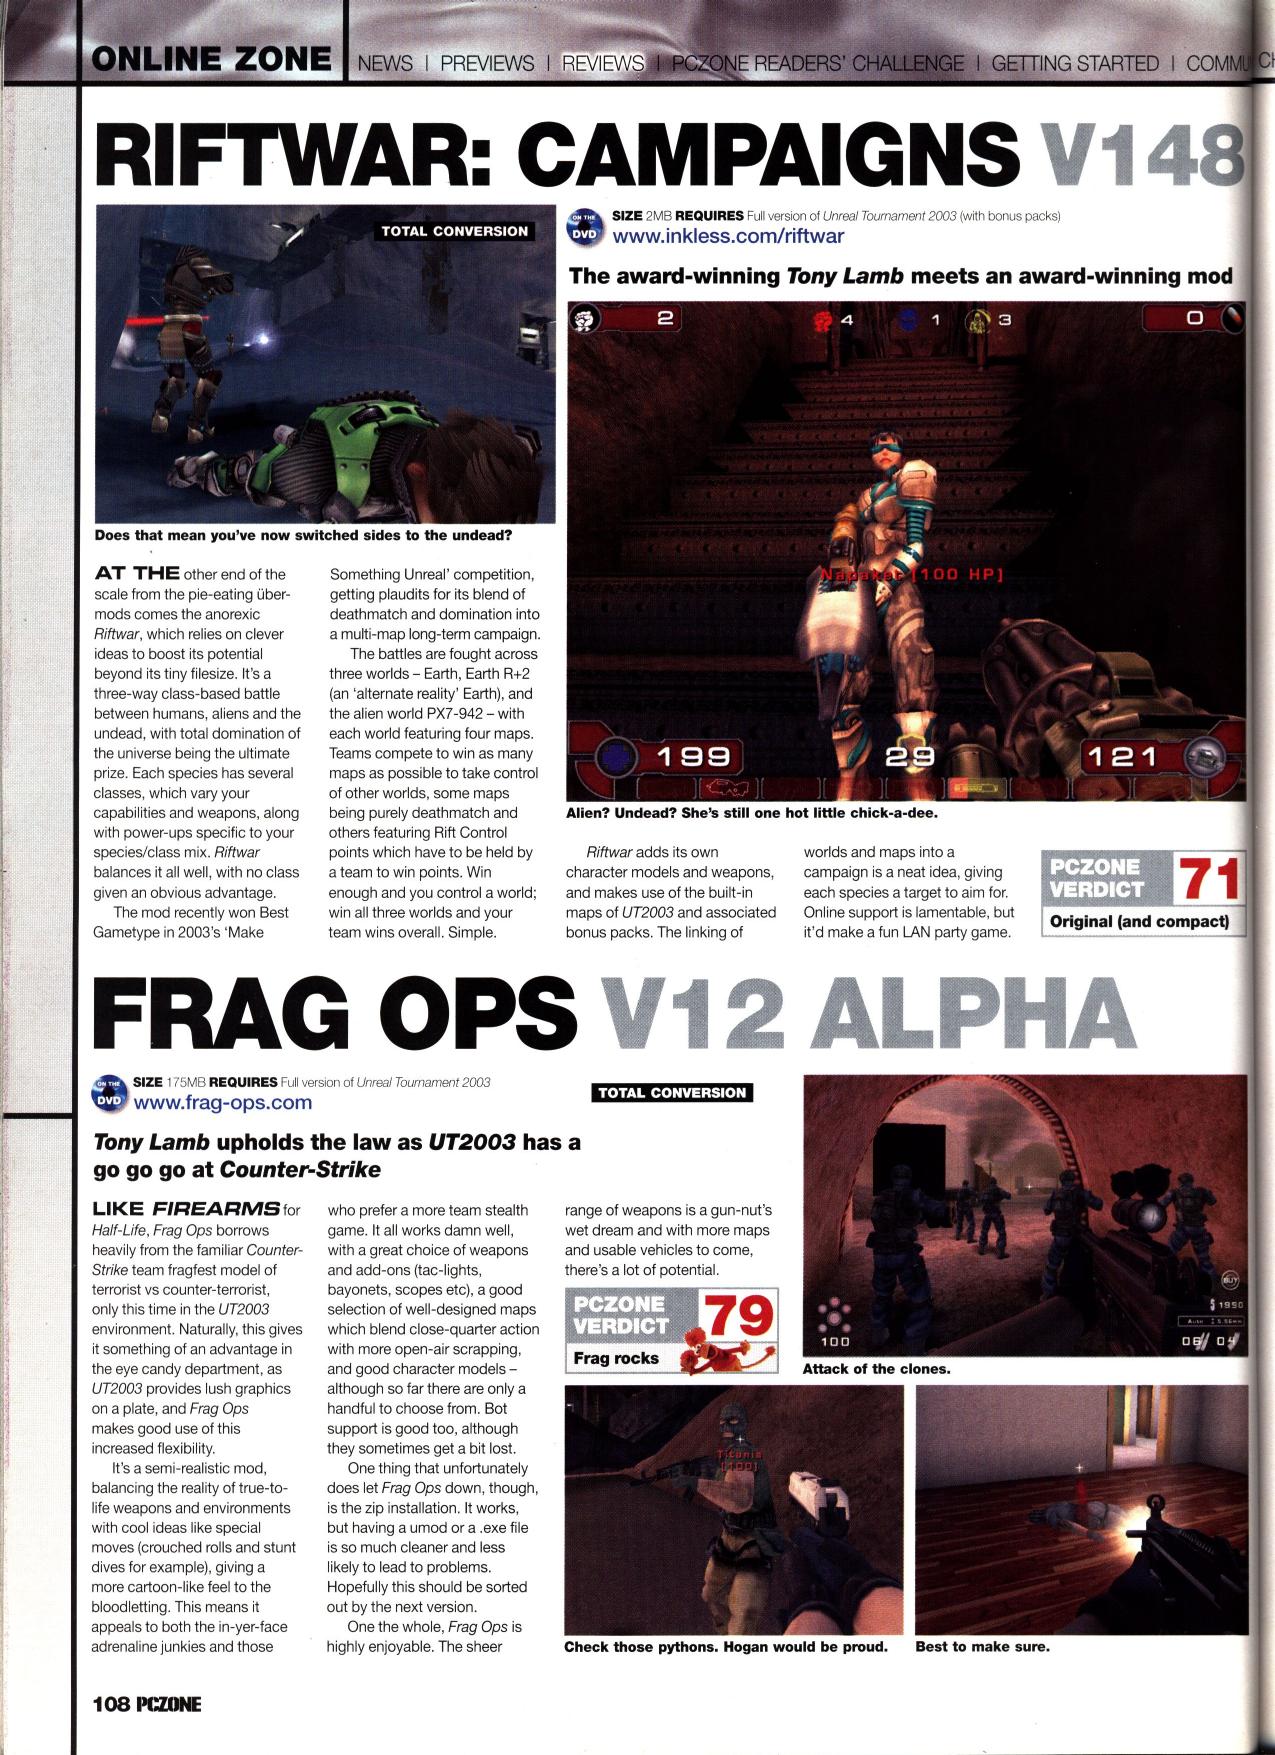 ONLINE ZONE
NEWS | PREVIEWS | REVIEWS | PCZONE READERS' CHALLENGE | GETTING STARTED | COMMU
CH
RIFTWAR: CAMPAIGNS V148
TOTAL CONVERSION
Does that mean you've now switched sides to the undead?
ON THE
DVD
SIZE 2MB REQUIRES Full version of Unreal Tournament 2003 (with bonus packs)
www.inkless.com/riftwar
The award-winning Tony Lamb meets an award-winning mod
2
4
1
3
0
Napaket [100 HP]
199
29
121
Alien? Undead? She's still one hot little chick-a-dee.
AT THE other end of the
scale from the pie-eating über-
mods comes the anorexic
Riftwar, which relies on clever
ideas to boost its potential
beyond its tiny filesize. It's a
three-way class-based battle
between humans, aliens and the
undead, with total domination of
the universe being the ultimate
prize. Each species has several
classes, which vary your
capabilities and weapons, along
with power-ups specific to your
species/class mix. Riftwar
balances it all well, with no class
given an obvious advantage.
The mod recently won Best
Gametype in 2003's 'Make
Something Unreal' competition,
getting plaudits for its blend of
deathmatch and domination into
a multi-map long-term campaign.
The battles are fought across
three worlds – Earth, Earth R+2
(an 'alternate reality' Earth), and
the alien world PX7-942 – with
each world featuring four maps.
Teams compete to win as many
maps as possible to take control
of other worlds, some maps
being purely deathmatch and
others featuring Rift Control
points which have to be held by
a team to win points. Win
enough and you control a world;
win all three worlds and your
team wins overall. Simple.
Riftwar adds its own
character models and weapons,
and makes use of the built-in
maps of UT2003 and associated
bonus packs. The linking of
worlds and maps into a
campaign is a neat idea, giving
each species a target to aim for.
Online support is lamentable, but
it'd make a fun LAN party game.
PCZONE
VERDICT
71
Original (and compact)
FRAG OPS V12 ALPHA
ON THE
DVD
SIZE 175MB REQUIRES Full version of Unreal Tournament 2003
www.frag-ops.com
TOTAL CONVERSION
Tony Lamb upholds the law as UT2003 has a
go go go at Counter-Strike
LIKE FIREARMS for
Half-Life, Frag Ops borrows
heavily from the familiar Counter-
Strike team fragfest model of
terrorist vs counter-terrorist,
only this time in the UT2003
environment. Naturally, this gives
it something of an advantage in
the eye candy department, as
UT2003 provides lush graphics
on a plate, and Frag Ops
makes good use of this
increased flexibility.
It's a semi-realistic mod,
balancing the reality of true-to-
life weapons and environments
with cool ideas like special
moves (crouched rolls and stunt
dives for example), giving a
more cartoon-like feel to the
bloodletting. This means it
appeals to both the in-yer-face
adrenaline junkies and those
who prefer a more team stealth
game. It all works damn well,
with a great choice of weapons
and add-ons (tac-lights,
bayonets, scopes etc), a good
selection of well-designed maps
which blend close-quarter action
with more open-air scrapping,
and good character models –
although so far there are only a
handful to choose from. Bot
support is good too, although
they sometimes get a bit lost.
One thing that unfortunately
does let Frag Ops down, though,
is the zip installation. It works,
but having a umod or a .exe file
is so much cleaner and less
likely to lead to problems.
Hopefully this should be sorted
out by the next version.
One the whole, Frag Ops is
highly enjoyable. The sheer
range of weapons is a gun-nut's
wet dream and with more maps
and usable vehicles to come,
there's a lot of potential.
PCZONE
VERDICT
79
Frag rocks
BUY
1950
100
Attack of the clones.
Titania
[100]
Check those pythons. Hogan would be proud.
Best to make sure.
108 PCZONE